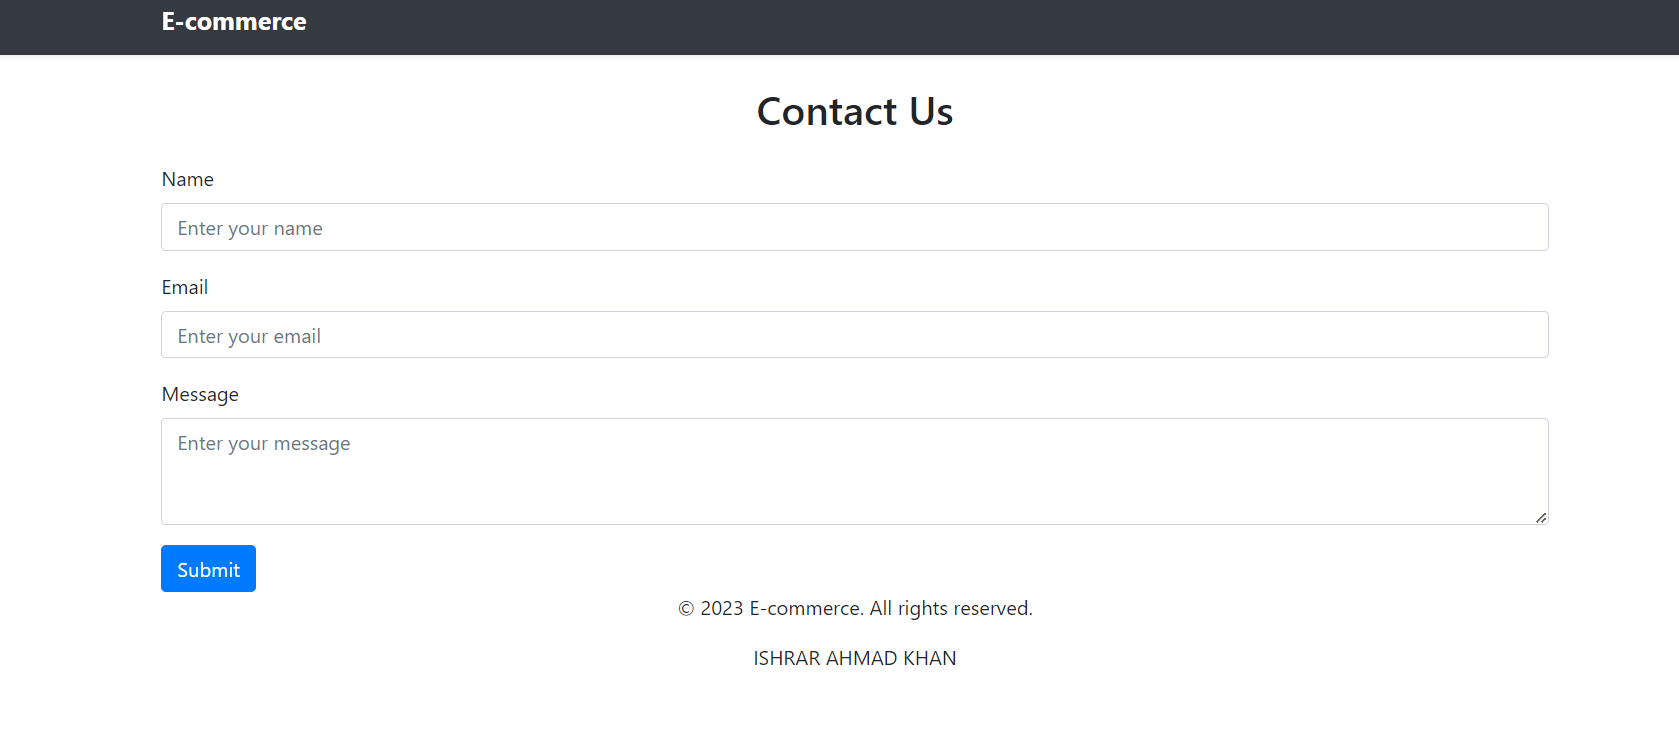 E-commerce
Contact Us
Name
Enter your name
Email
Enter your email
Message
Enter your message
Submit
© 2023 E-commerce. All rights reserved.
ISHRAR AHMAD KHAN